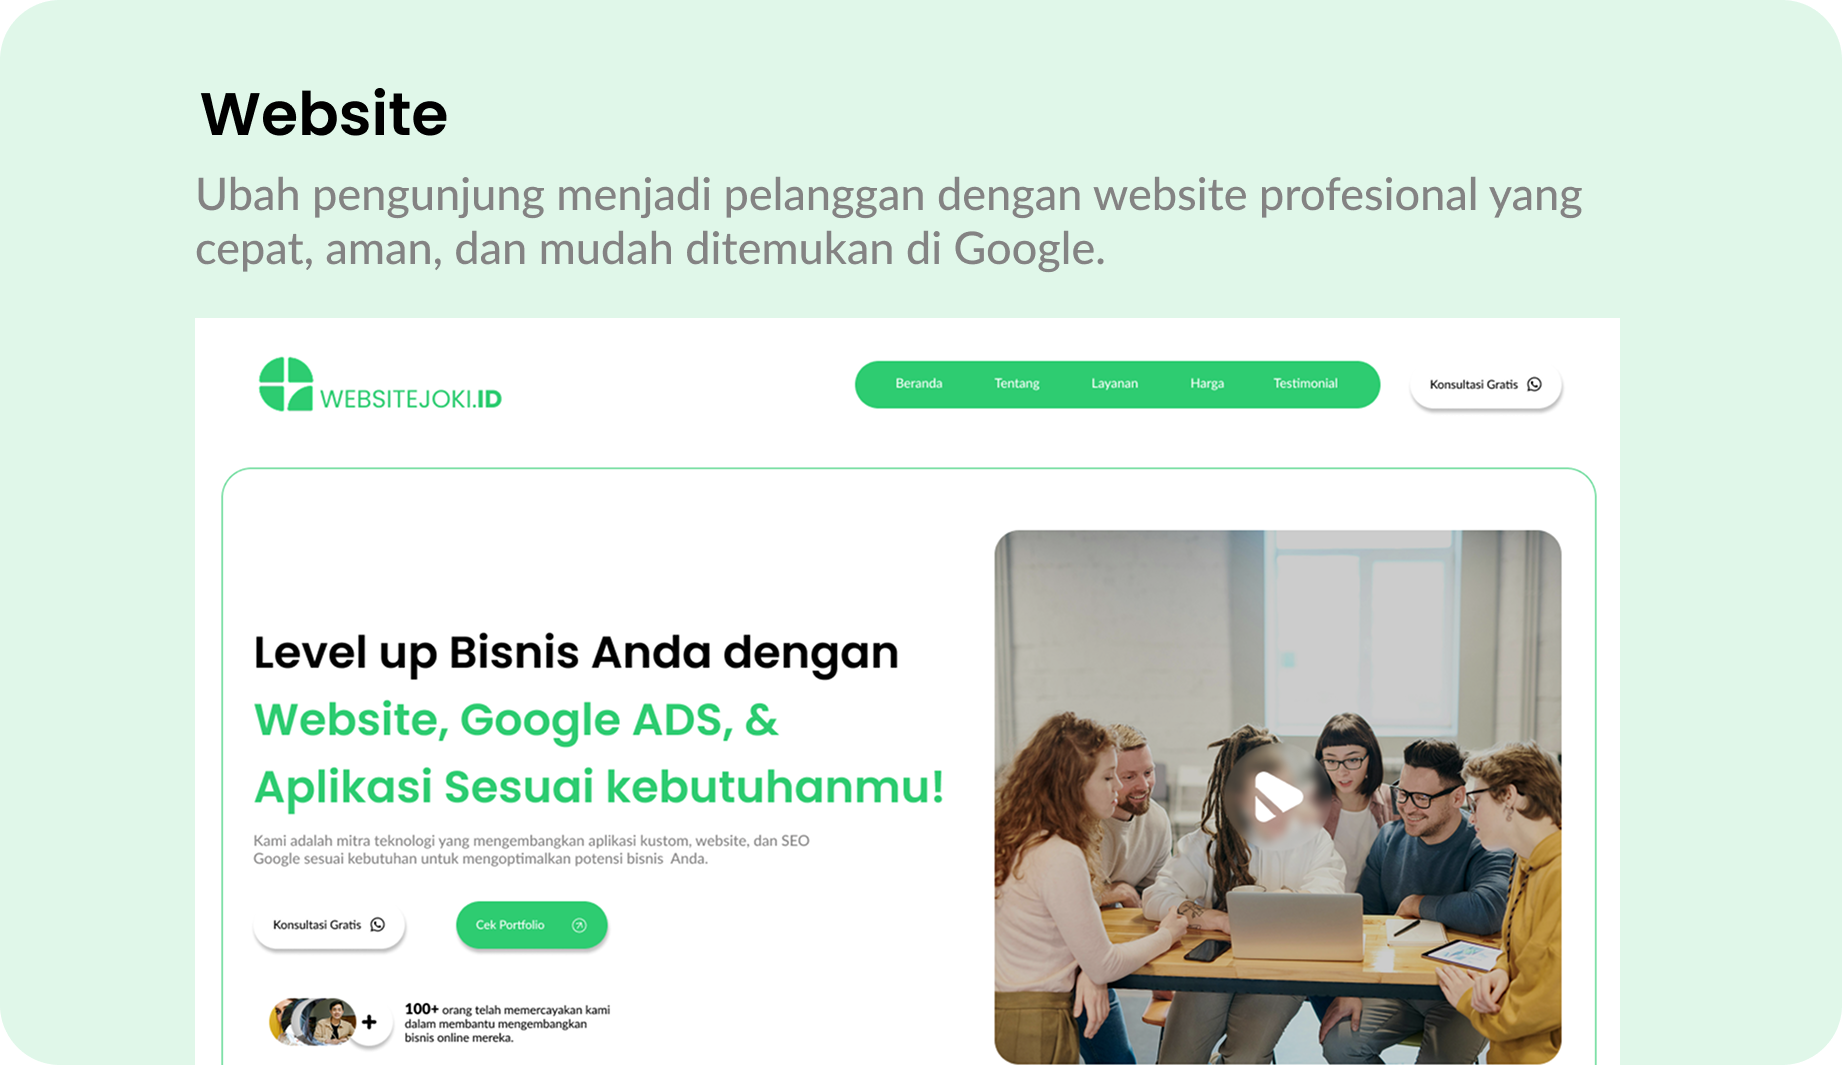 Website
Ubah pengunjung menjadi pelanggan dengan website profesional yang
cepat, aman, dan mudah ditemukan di Google.
WEBSITEJOKI.ID
Beranda Tentang Layanan Harga Testimonial
Konsultasi Gratis
Level up Bisnis Anda dengan
Website, Google ADS, &
Aplikasi Sesuai kebutuhanmu!
Kami adalah mitra teknologi yang mengembangkan aplikasi kustom, website, dan SEO
Google sesuai kebutuhan untuk mengoptimalkan potensi bisnis Anda.
Konsultasi Gratis
Cek Portfolio
100+ orang telah memercayakan kami
dalam membantu mengembangkan
bisnis online mereka.